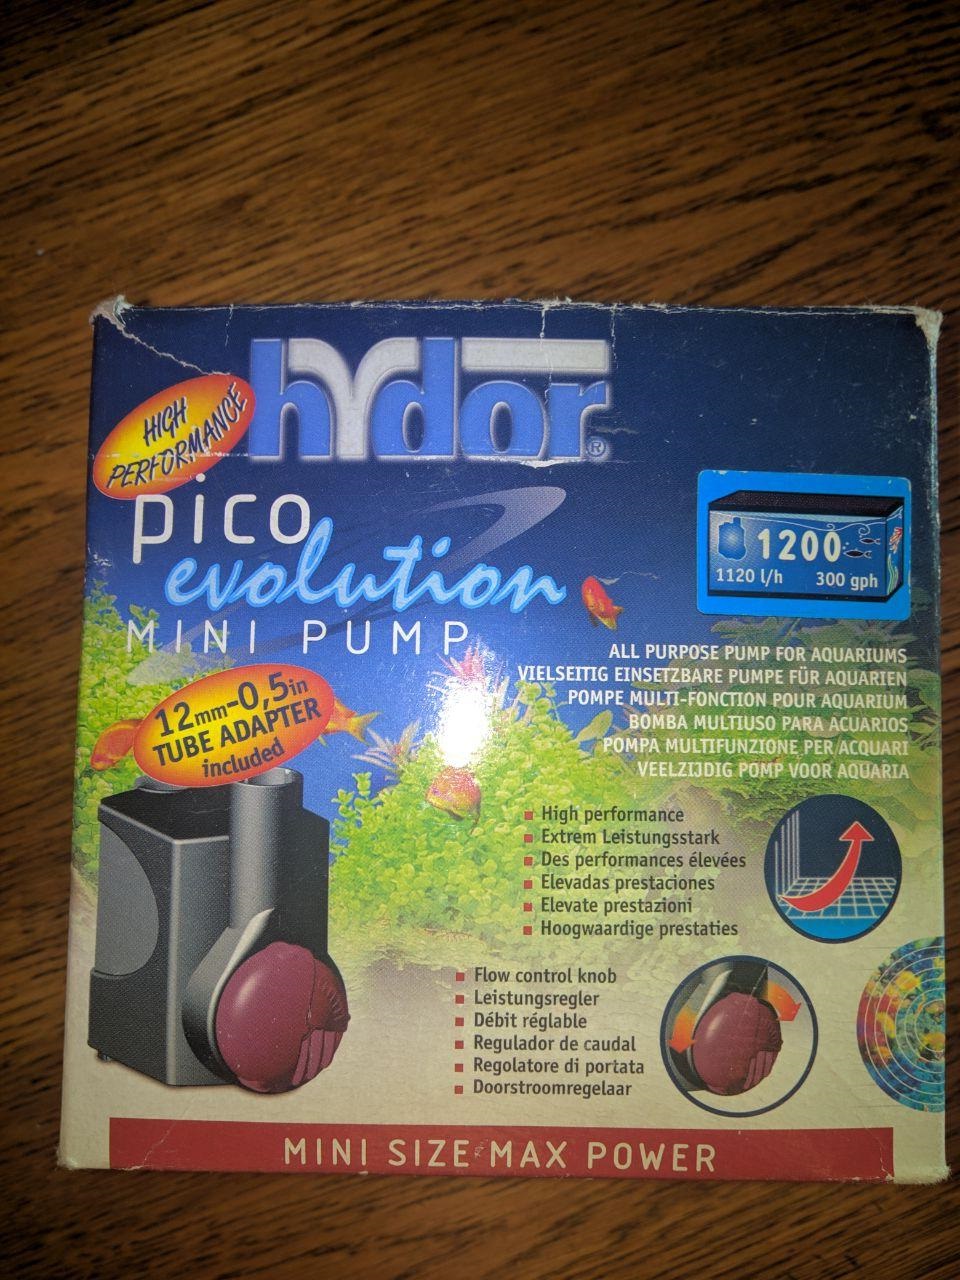 hydor®
HIGH
PERFORMANCE
pico
evolution
MINI PUMP
1200
1120 l/h 300 gph
12mm-0,5in
TUBE ADAPTER
included
ALL PURPOSE PUMP FOR AQUARIUMS
VIELSEITIG EINSETZBARE PUMPE FÜR AQUARIEN
POMPE MULTI-FONCTION POUR AQUARIUM
BOMBA MULTIUSO PARA ACUARIOS
POMPA MULTIFUNZIONE PER ACQUARI
VEELZIJDIG POMP VOOR AQUARIA
High performance
Extrem Leistungsstark
Des performances élevées
Elevadas prestaciones
Elevate prestazioni
Hoogwaardige prestaties
Flow control knob
Leistungsregler
Débit réglable
Regulador de caudal
Regolatore di portata
Doorstroomregelaar
MINI SIZE MAX POWER